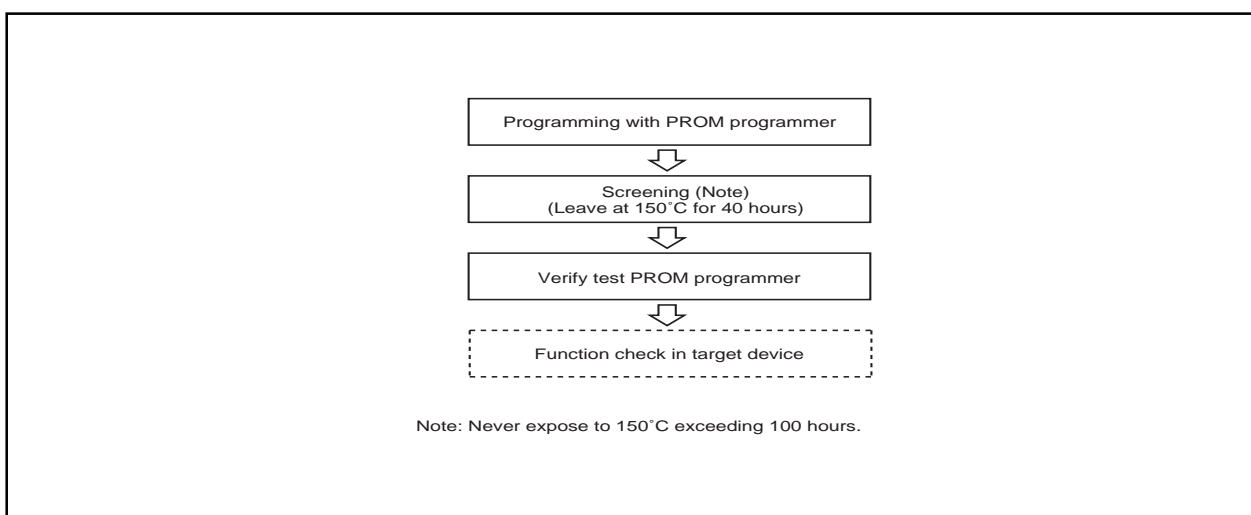 Programming with PROM programmer
Screening (Note)
(Leave at 150˚C for 40 hours)
Verify test PROM programmer
Function check in target device
Note: Never expose to 150˚C exceeding 100 hours.